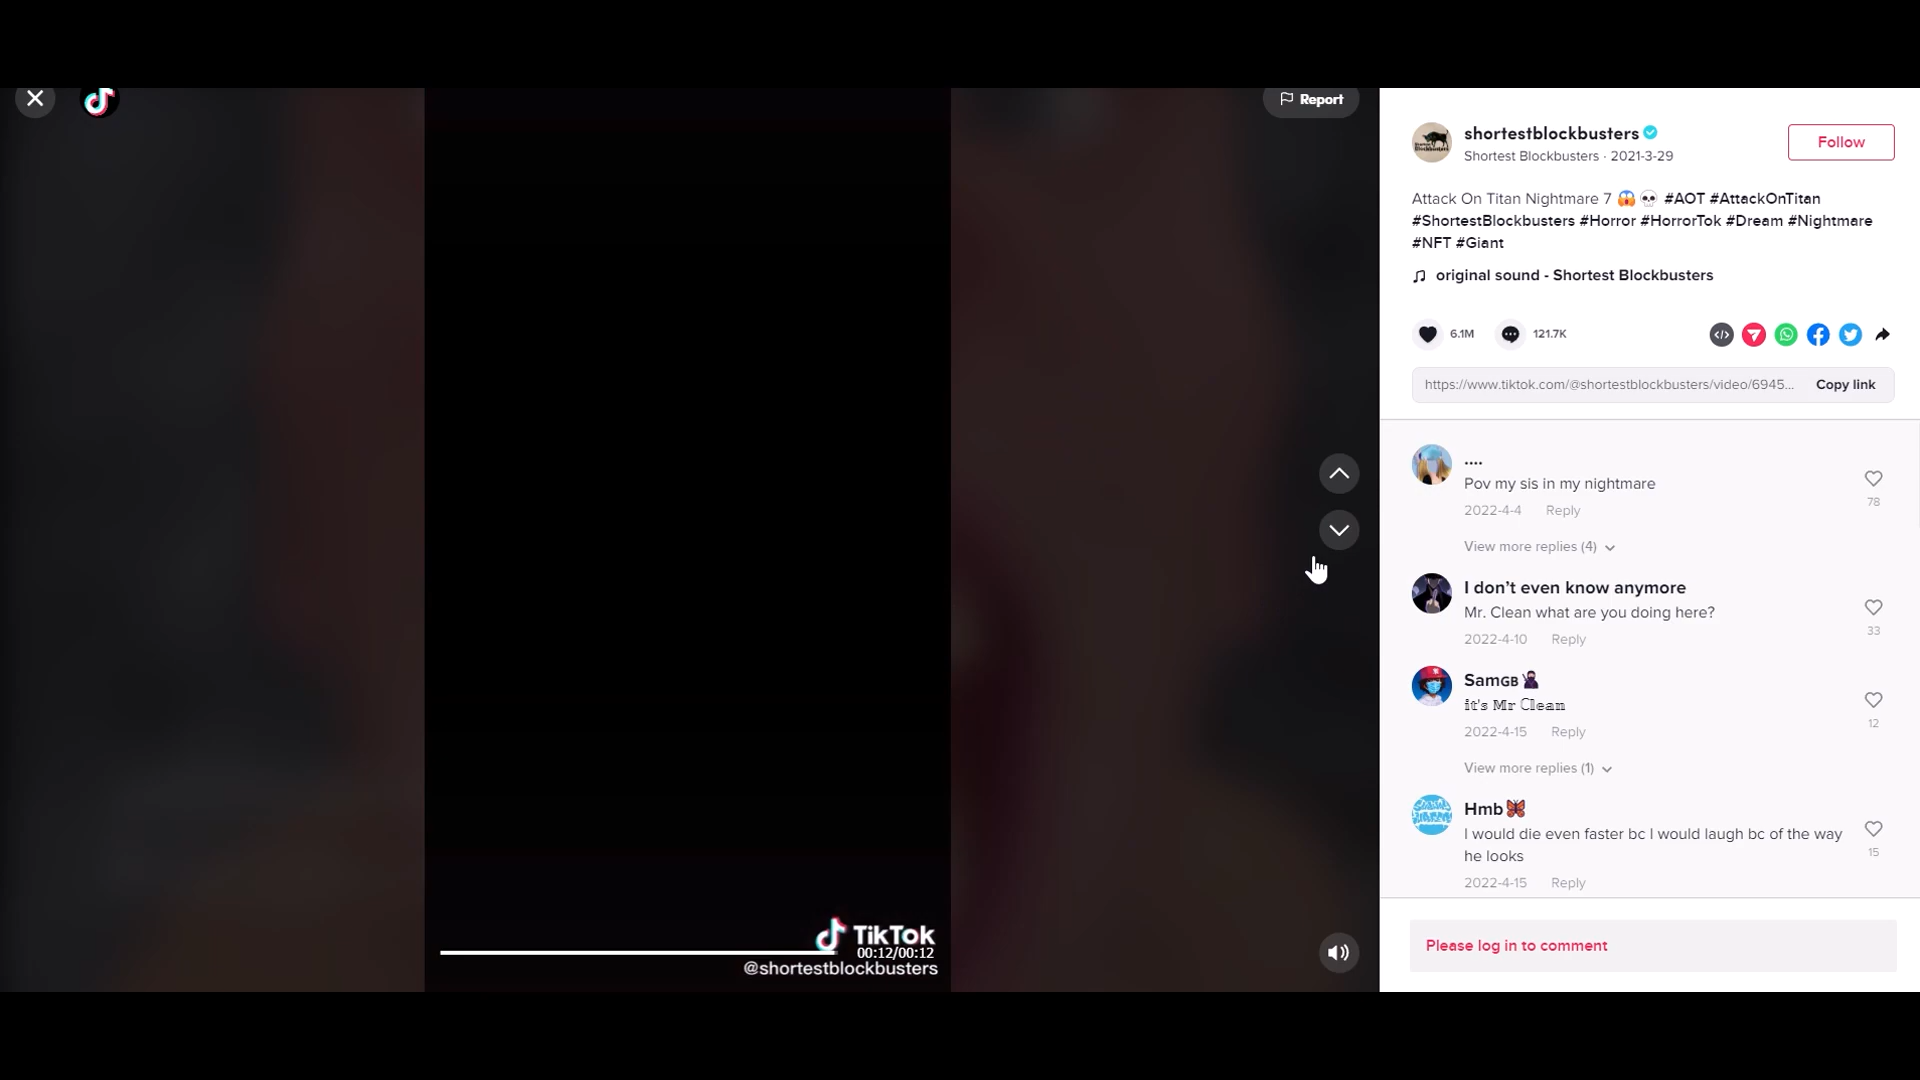 Report
TikTok
00:12/00:12
@shortestblockbusters
shortestblockbusters
Shortest Blockbusters · 2021-3-29
Follow
Attack On Titan Nightmare 7 😱💀 #AOT #AttackOnTitan
#ShortestBlockbusters #Horror #HorrorTok #Dream #Nightmare
#NFT #Giant
original sound - Shortest Blockbusters
6.1M
121.7K
https://www.tiktok.com/@shortestblockbusters/video/6945...
Copy link
....
Pov my sis in my nightmare
78
2022-4-4 Reply
View more replies (4)
I don’t even know anymore
Mr. Clean what are you doing here?
33
2022-4-10 Reply
Samɢʙ🥷🏿
𝕚𝕥'𝕤 𝕄𝕣 ℂ𝕝𝕖𝕒𝕟
12
2022-4-15 Reply
View more replies (1)
Hmb🦋
I would die even faster bc I would laugh bc of the way
he looks
15
2022-4-15 Reply
Please log in to comment